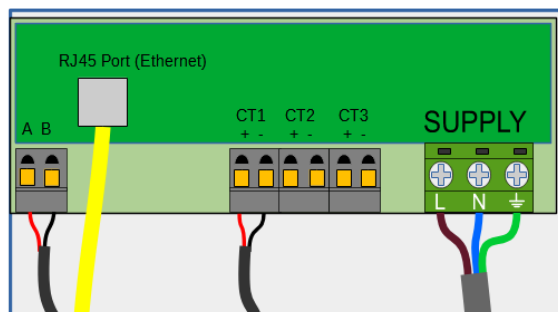 RJ45 Port (Ethernet)
A B
CT1 CT2 CT3
+ - + - + -
SUPPLY
L N